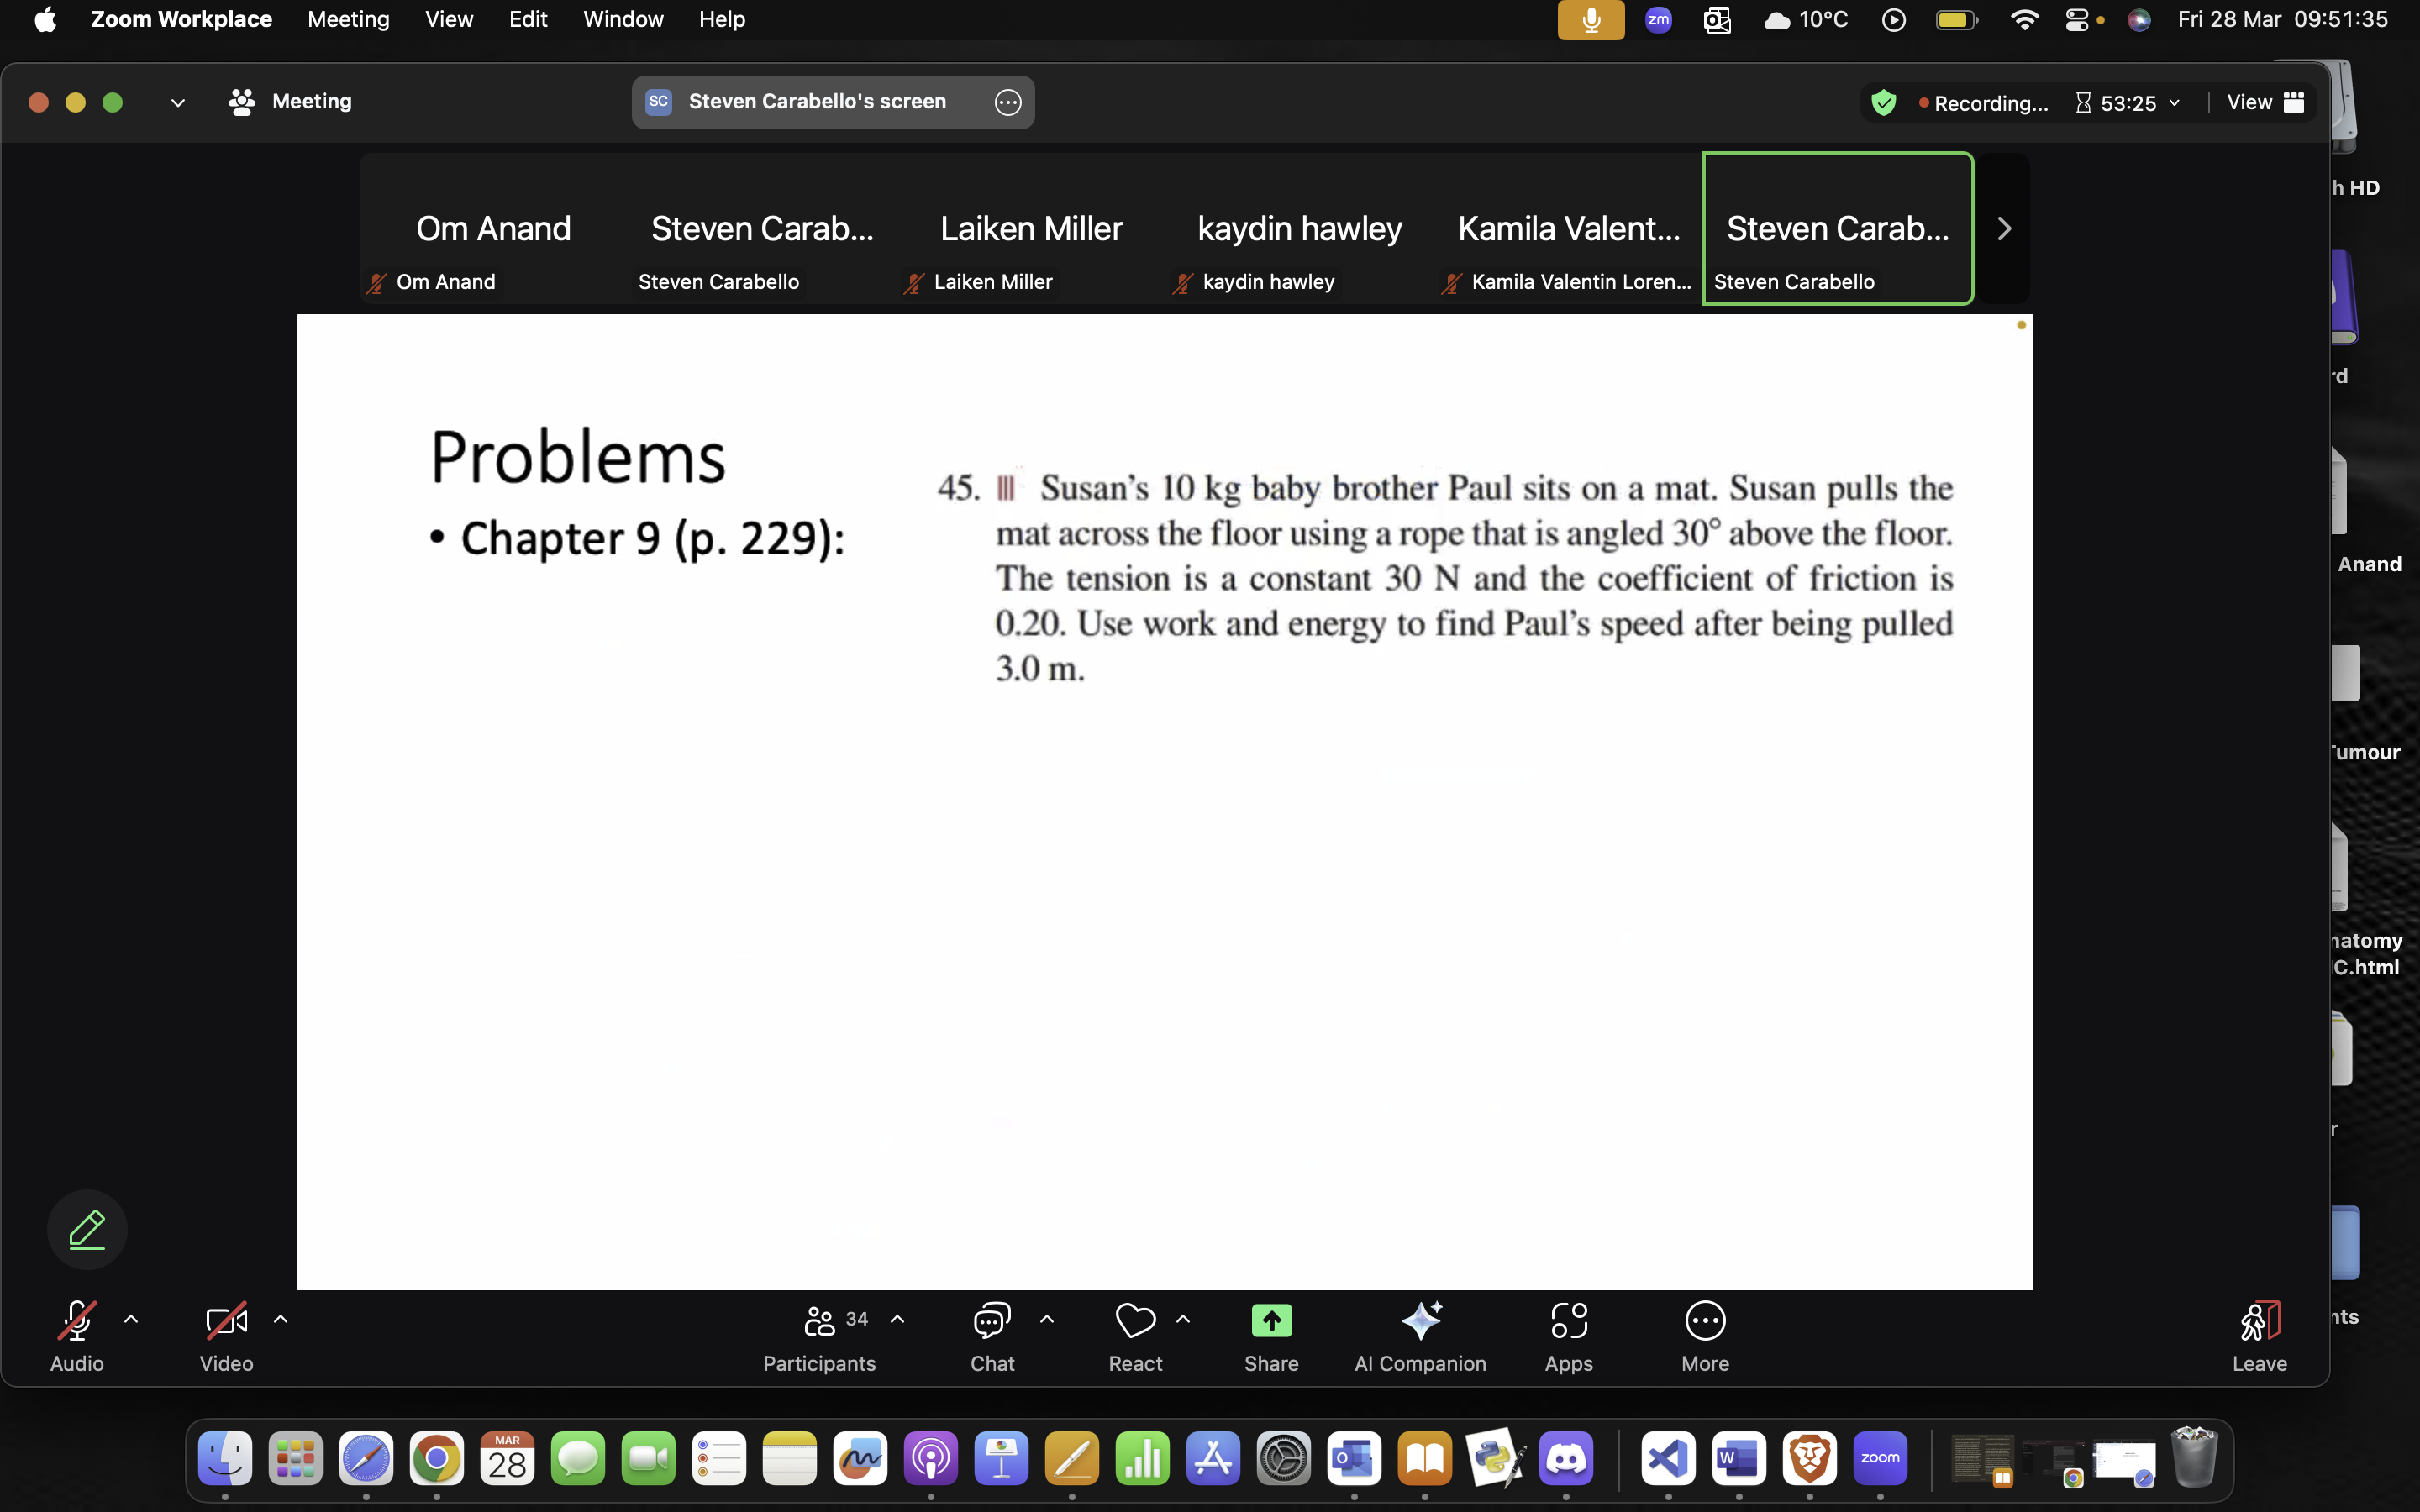 Zoom Workplace Meeting View Edit Window Help
zm 10°C Fri 28 Mar 09:51:35
Meeting
SC Steven Carabello's screen
Recording... 53:25 View
Om Anand Steven Carab... Laiken Miller kaydin hawley Kamila Valent... Steven Carab...
Om Anand Steven Carabello Laiken Miller kaydin hawley Kamila Valentin Loren... Steven Carabello
h HD
rd
Anand
Tumour
natomy
C.html
r
nts
Problems
• Chapter 9 (p. 229):
45. III Susan's 10 kg baby brother Paul sits on a mat. Susan pulls the
mat across the floor using a rope that is angled 30° above the floor.
The tension is a constant 30 N and the coefficient of friction is
0.20. Use work and energy to find Paul's speed after being pulled
3.0 m.
34
Audio Video Participants Chat React Share AI Companion Apps More Leave
MAR
28
zoom